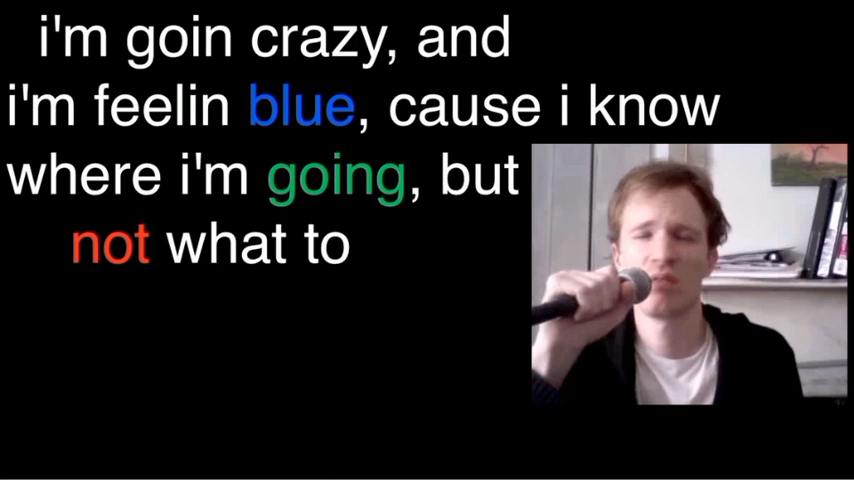 i'm goin crazy, and
i'm feelin blue, cause i know
where i'm going, but
not what to